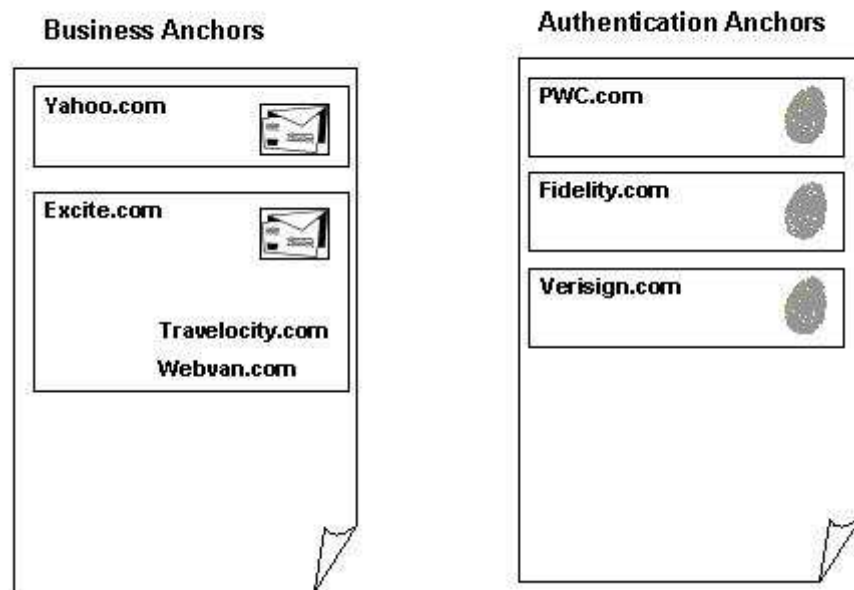 Business Anchors
Yahoo.com
Excite.com
Travelocity.com
Webvan.com
Authentication Anchors
PWC.com
Fidelity.com
Verisign.com